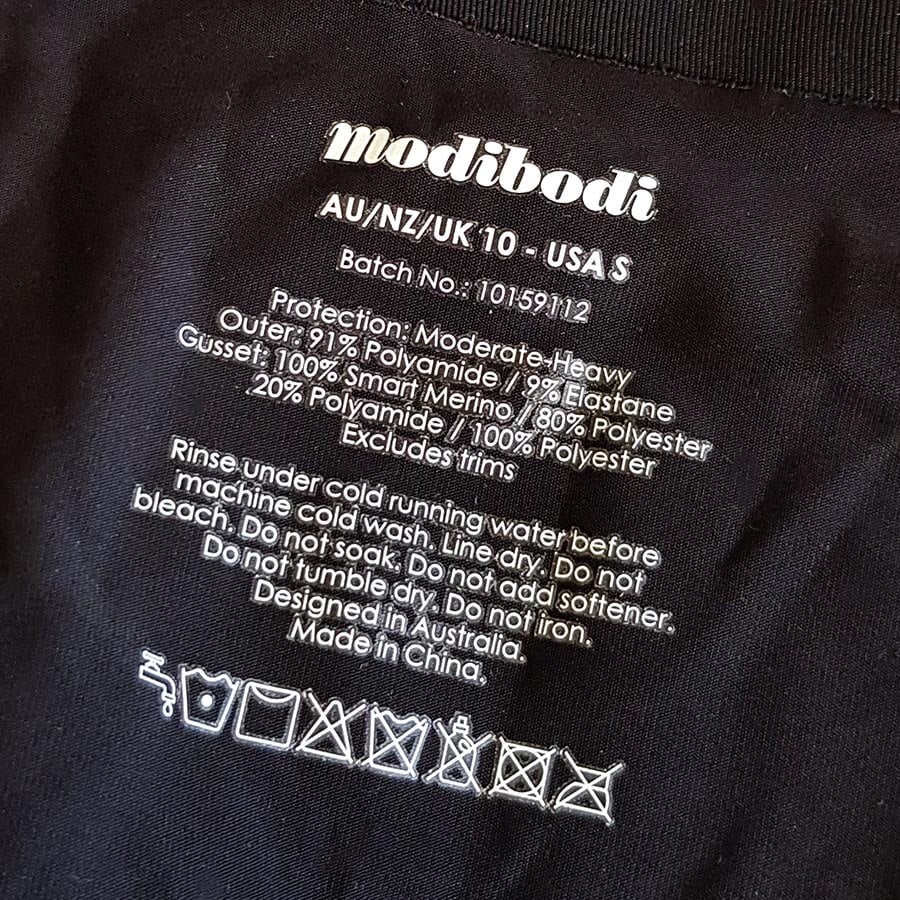 modibodi
AU/NZ/UK 10 - USA S
Batch No.: 10159112
Protection: Moderate-Heavy
Outer: 91% Polyamide / 9% Elastane
Gusset: 100% Smart Merino / 80% Polyester
20% Polyamide / 100% Polyester
Excludes trims
Rinse under cold running water before
machine cold wash. Line dry. Do not
bleach. Do not soak. Do not add softener.
Do not tumble dry. Do not iron.
Designed in Australia.
Made in China.